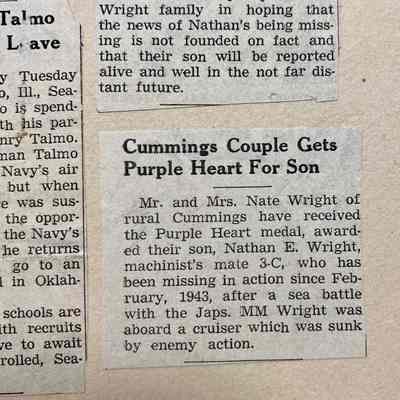 Talmo
Leave
y Tuesday
o, Ill., Sea-
o is spend-
th his par-
nry Talmo.
man Talmo
Navy's air
but when
e was sus-
the oppor-
the Navy's
he returns
go to an
d in Oklah-
schools are
ith recruits
ve to await
rolled, Sea-
Wright family in hoping that
the news of Nathan's being miss-
ing is not founded on fact and
that their son will be reported
alive and well in the not far dis-
tant future.
Cummings Couple Gets
Purple Heart For Son
Mr. and Mrs. Nate Wright of
rural Cummings have received
the Purple Heart medal, award-
ed their son, Nathan E. Wright,
machinist's mate 3-C, who has
been missing in action since Feb-
ruary, 1943, after a sea battle
with the Japs. MM Wright was
aboard a cruiser which was sunk
by enemy action.